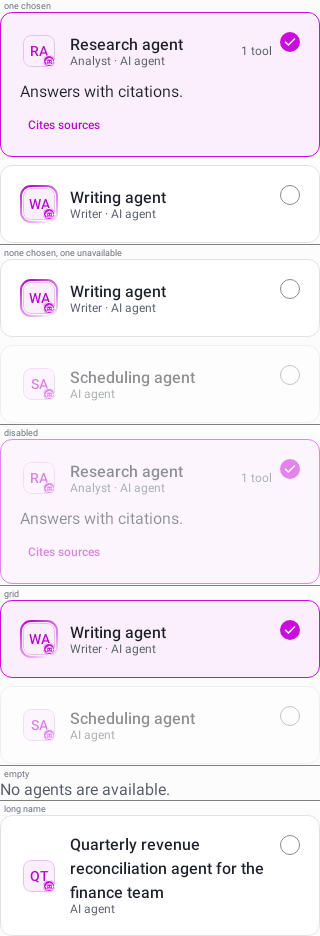 one chosen
RA
Research agent
1 tool
Analyst · AI agent
Answers with citations.
Cites sources
WA
Writing agent
Writer · AI agent
none chosen, one unavailable
WA
Writing agent
Writer · AI agent
SA
Scheduling agent
AI agent
disabled
RA
Research agent
1 tool
Analyst · AI agent
Answers with citations.
Cites sources
grid
WA
Writing agent
Writer · AI agent
SA
Scheduling agent
AI agent
empty
No agents are available.
long name
QT
Quarterly revenue
reconciliation agent for the
finance team
AI agent